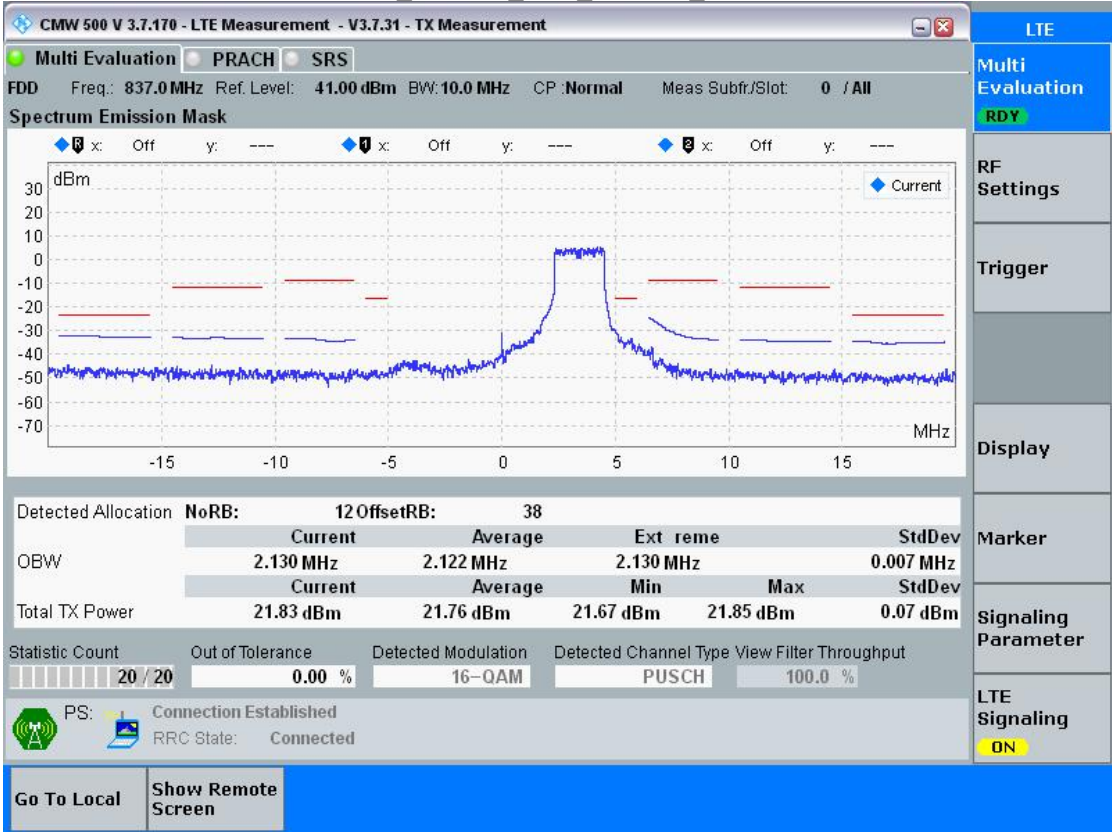 CMW 500 V 3.7.170 - LTE Measurement - V3.7.31 - TX Measurement
LTE
Multi Evaluation PRACH SRS
Multi Evaluation
RDY
FDD Freq.: 837.0 MHz Ref. Level: 41.00 dBm BW: 10.0 MHz CP :Normal Meas Subfr./Slot: 0 / All
Spectrum Emission Mask
R x: Off y: --- 1 x: Off y: --- 2 x: Off y: ---
dBm
Current
30
20
10
0
-10
-20
-30
-40
-50
-60
-70
MHz
-15 -10 -5 0 5 10 15
RF Settings
Trigger
Display
Marker
Signaling Parameter
LTE Signaling
ON
Detected Allocation NoRB: 12 OffsetRB: 38
Current Average Ext reme StdDev
OBW 2.130 MHz 2.122 MHz 2.130 MHz 0.007 MHz
Current Average Min Max StdDev
Total TX Power 21.83 dBm 21.76 dBm 21.67 dBm 21.85 dBm 0.07 dBm
Statistic Count Out of Tolerance Detected Modulation Detected Channel Type View Filter Throughput
20 / 20 0.00 % 16-QAM PUSCH 100.0 %
PS: Connection Established
RRC State: Connected
Go To Local
Show Remote Screen